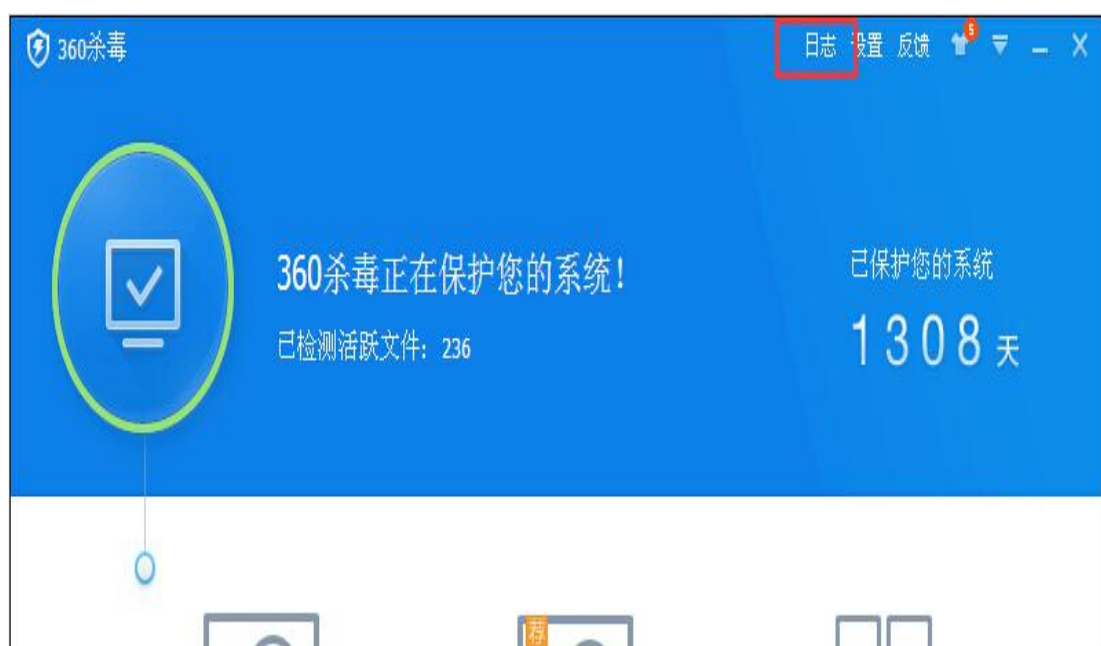 360杀毒
日志 设置 反馈
5
360杀毒正在保护您的系统！
已检测活跃文件：236
已保护您的系统
1308天
荐